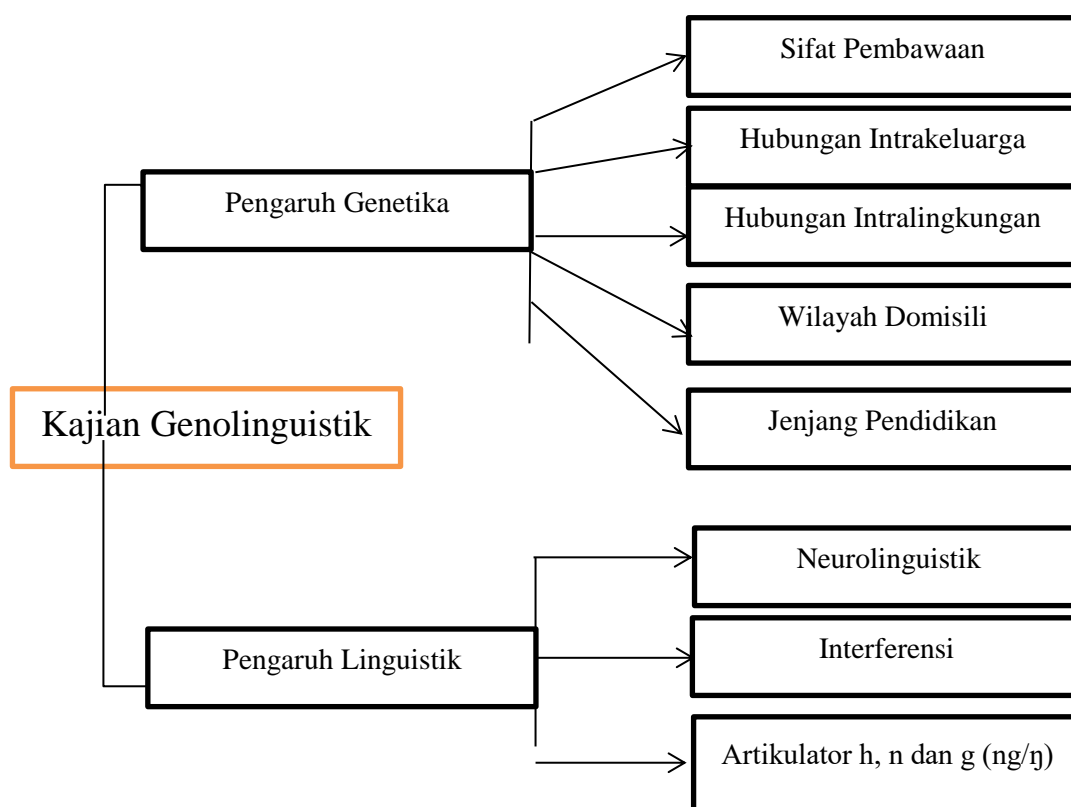 Sifat Pembawaan
Hubungan Intrakeluarga
Pengaruh Genetika
Hubungan Intralingkungan
Wilayah Domisili
Kajian Genolinguistik
Jenjang Pendidikan
Neurolinguistik
Pengaruh Linguistik
Interferensi
Artikulator h, n dan g (ng/ŋ)